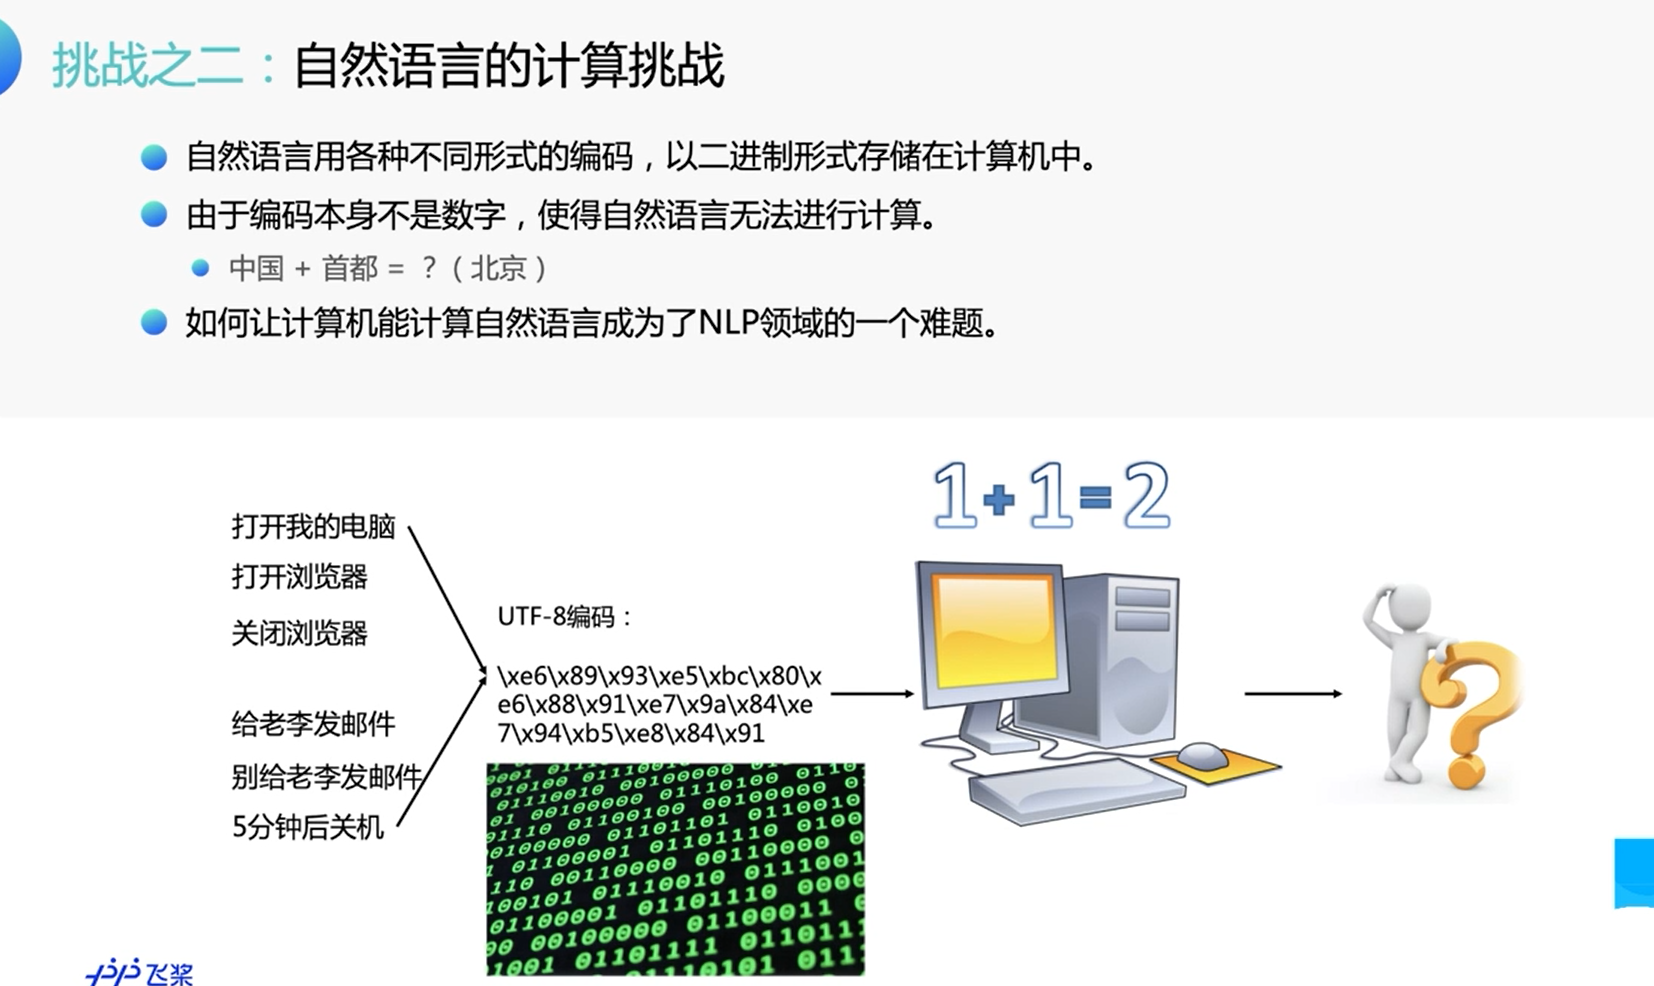 挑战之二：自然语言的计算挑战
自然语言用各种不同形式的编码，以二进制形式存储在计算机中。
由于编码本身不是数字，使得自然语言无法进行计算。
中国 + 首都 = ？（北京）
如何让计算机能计算自然语言成为了NLP领域的一个难题。
1+1=2
打开我的电脑
打开浏览器
关闭浏览器
给老李发邮件
别给老李发邮件
5分钟后关机
UTF-8编码：
\xe6\x89\x93\xe5\xbc\x80\x
e6\x88\x91\xe7\x9a\x84\xe
7\x94\xb5\xe8\x84\x91
飞桨